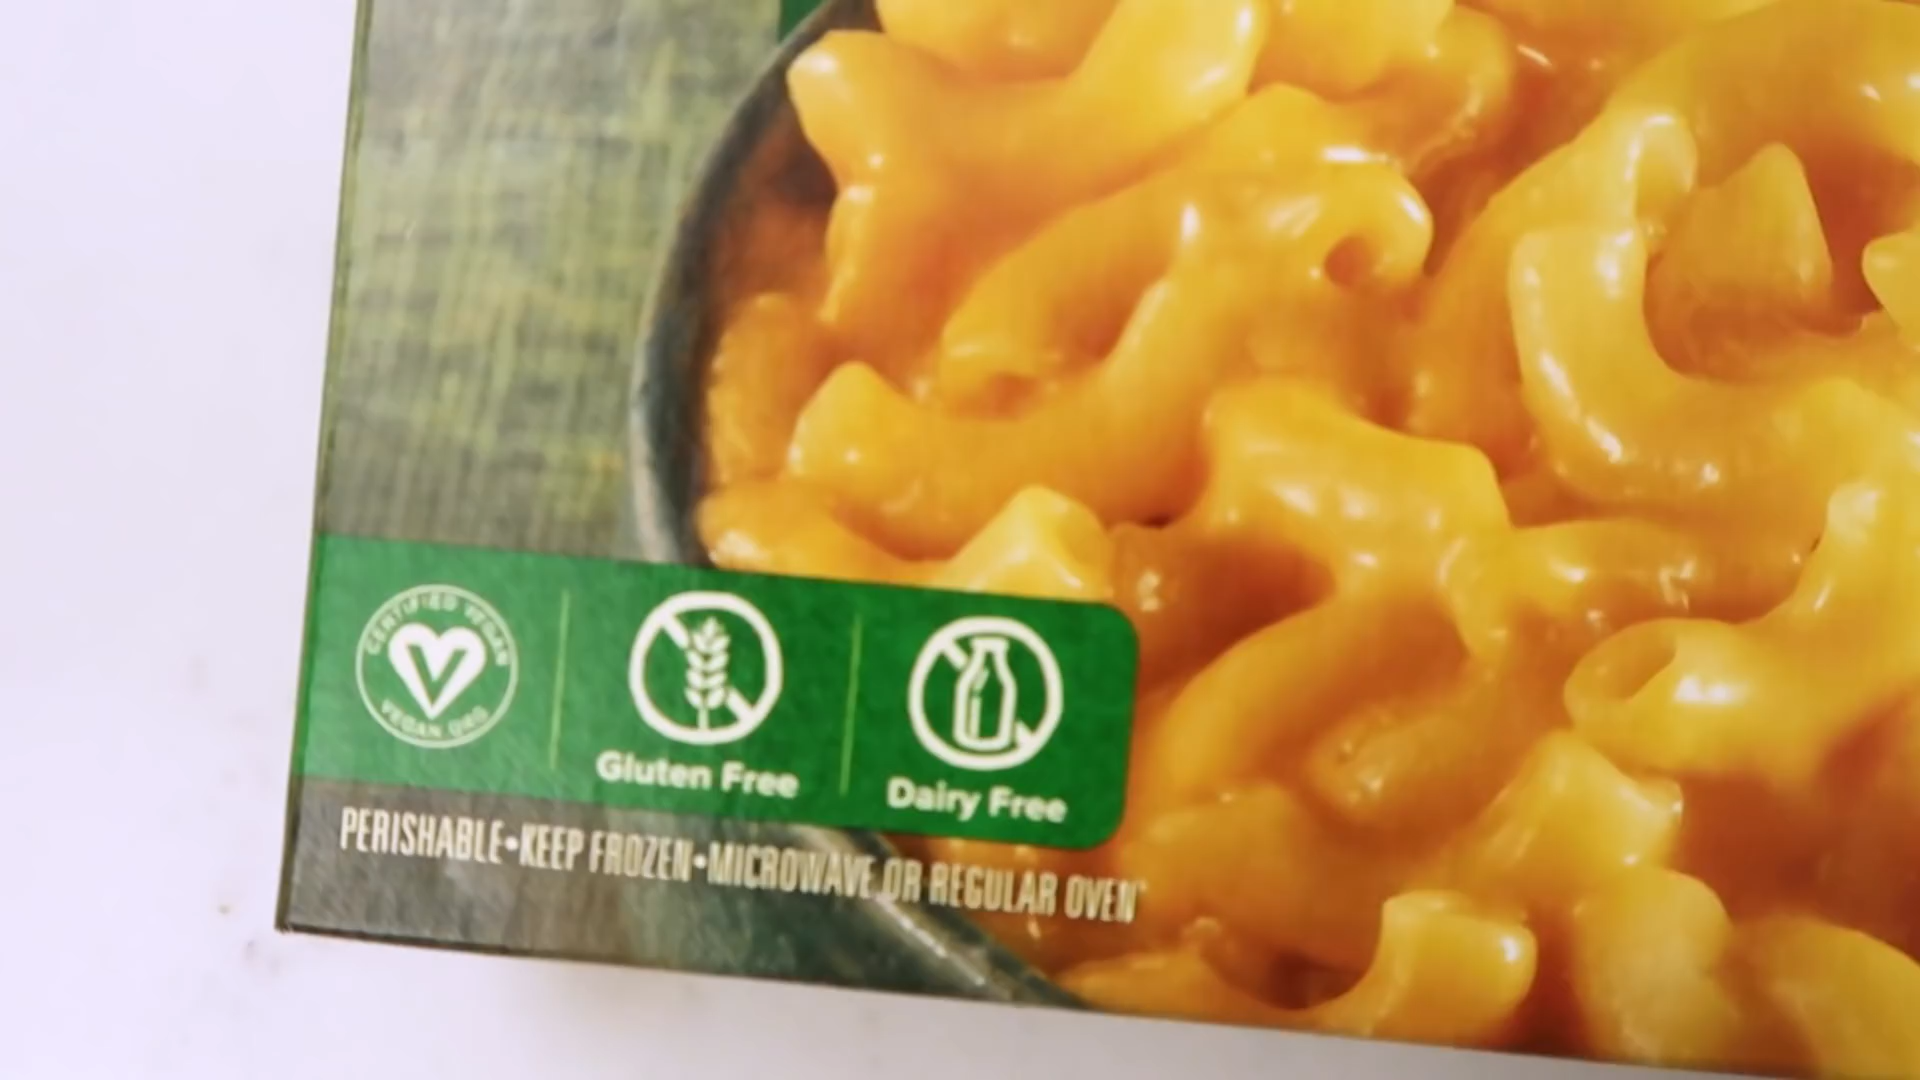 CERTIFIED VEGAN
VEGAN.ORG
Gluten Free
Dairy Free
PERISHABLE•KEEP FROZEN•MICROWAVE OR REGULAR OVEN